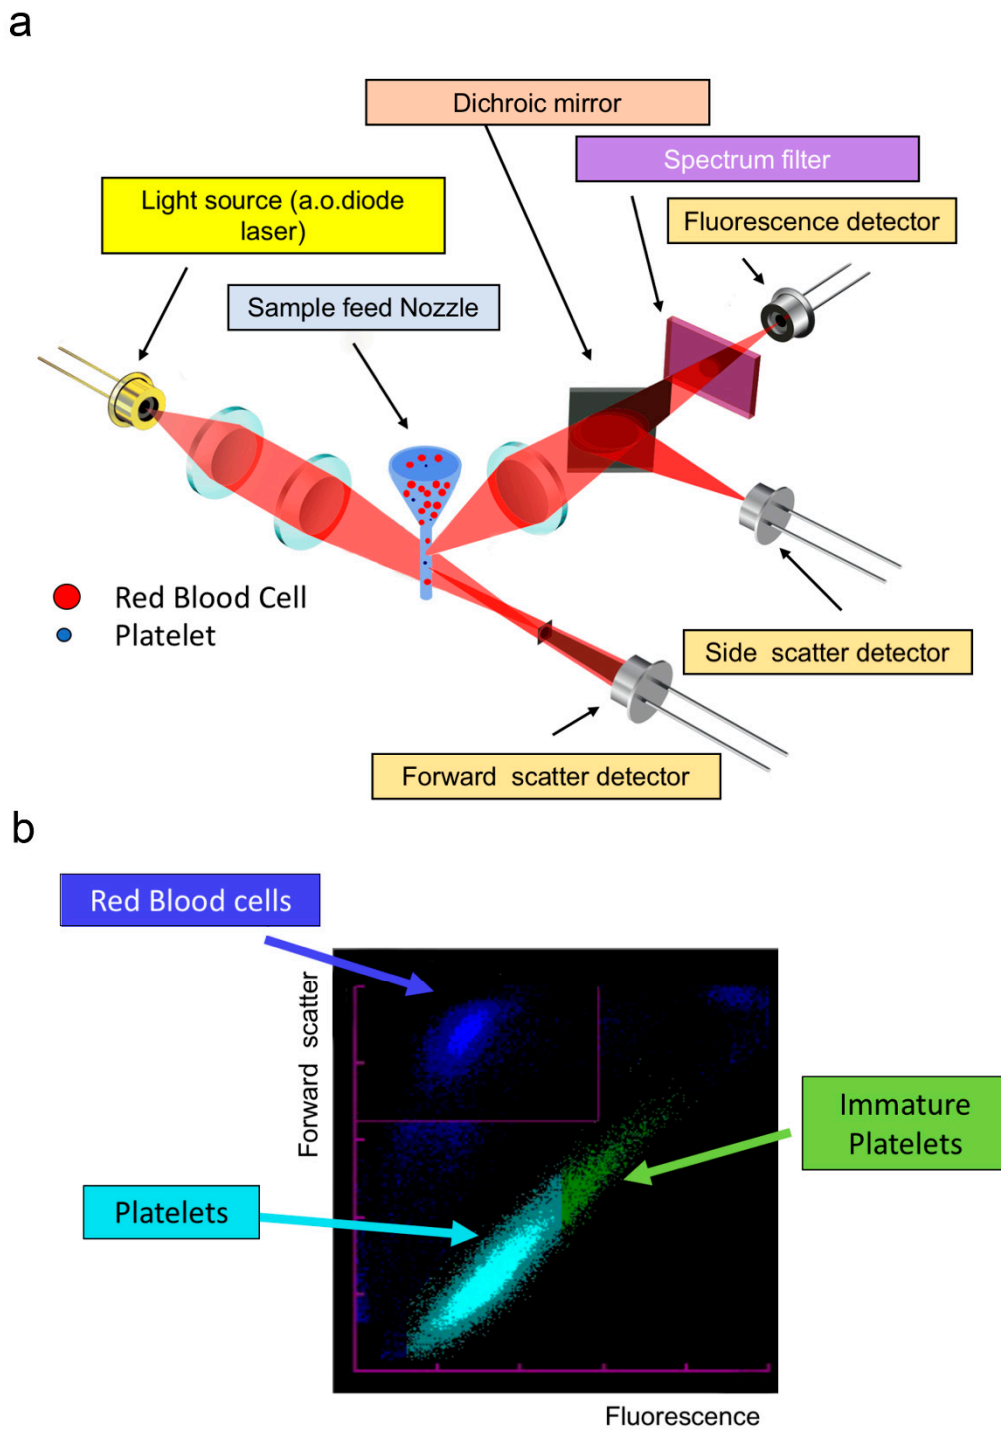 a
Dichroic mirror
Spectrum filter
Light source (a.o.diode
laser)
Fluorescence detector
Sample feed Nozzle
Red Blood Cell
Platelet
Side scatter detector
Forward scatter detector
b
Red Blood cells
Forward scatter
Immature
Platelets
Platelets
Fluorescence